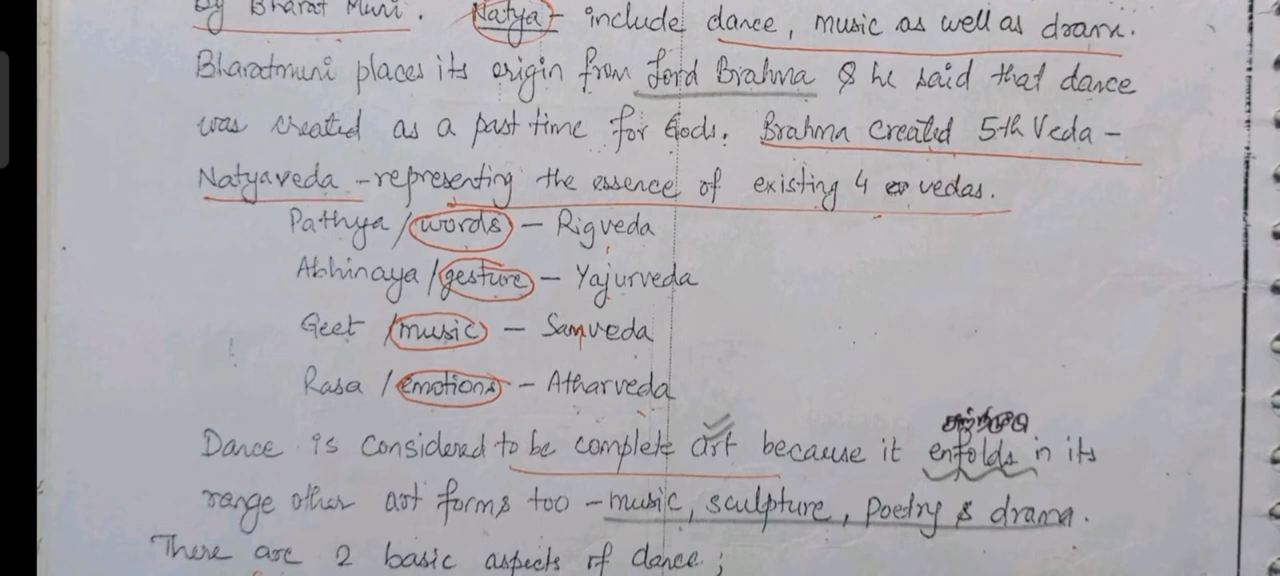 By Bharat Muni. Natya - include dance, music as well as drama.
Bharatmuni places its origin from Lord Brahma & he said that dance
was created as a past time for Gods. Brahma created 5th Veda -
Natyaveda - representing the essence of existing 4 vedas.
Pathya / words - Rigveda
Abhinaya / gesture - Yajurveda
Geet / music - Samveda
Rasa / emotions - Atharveda
Dance is considered to be complete art because it enfolds in its
range other art forms too - music, sculpture, poetry & drama.
There are 2 basic aspects of dance;